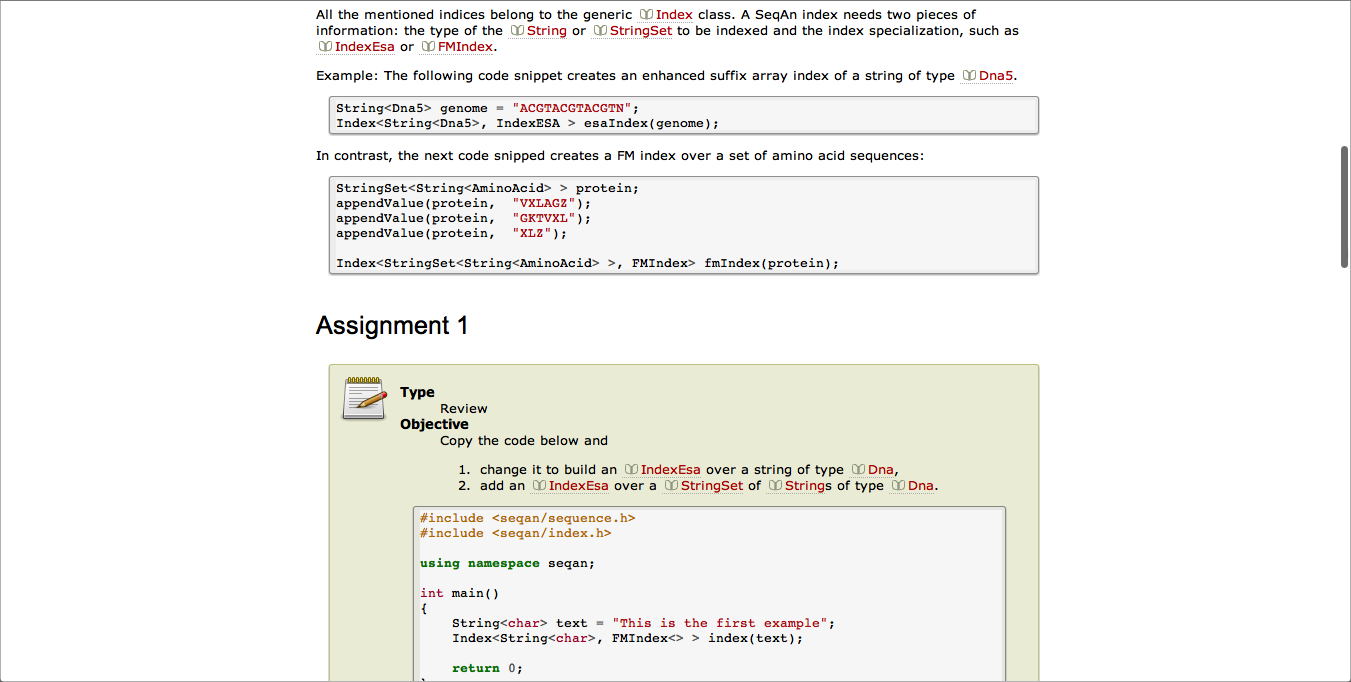 All the mentioned indices belong to the generic Index class. A SeqAn index needs two pieces of
information: the type of the String or StringSet to be indexed and the index specialization, such as
IndexEsa or FMIndex.
Example: The following code snippet creates an enhanced suffix array index of a string of type Dna5.
String<Dna5> genome = "ACGTACGTACGTN";
Index<String<Dna5>, IndexESA > esaIndex(genome);
In contrast, the next code snipped creates a FM index over a set of amino acid sequences:
StringSet<String<AminoAcid> > protein;
appendValue(protein,  "VXLAGZ");
appendValue(protein,  "GKTVXL");
appendValue(protein,  "XLZ");
Index<StringSet<String<AminoAcid> >, FMIndex> fmIndex(protein);
Assignment 1
Type
Review
Objective
Copy the code below and
1. change it to build an IndexEsa over a string of type Dna,
2. add an IndexEsa over a StringSet of Strings of type Dna.
#include <seqan/sequence.h>
#include <seqan/index.h>
using namespace seqan;
int main()
{
    String<char> text = "This is the first example";
    Index<String<char>, FMIndex<> > index(text);
    return 0;